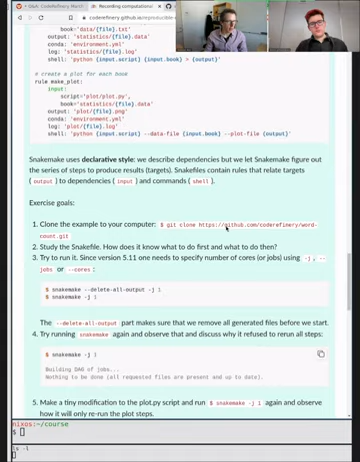 Recording computational
coderefinery.github.io/reproducible-
book='data/{file}.txt'
output: 'statistics/{file}.data'
conda: 'environment.yml'
log: 'statistics/{file}.log'
shell: 'python {input.script} {input.book} > {output}'
# create a plot for each book
rule make_plot:
input:
script='plot/plot.py',
book='statistics/{file}.data'
output: 'plot/{file}.png'
conda: 'environment.yml'
log: 'plot/{file}.log'
shell: 'python {input.script} --data-file {input.book} --plot-file {output}'
Snakemake uses declarative style: we describe dependencies but we let Snakemake figure out
the series of steps to produce results (targets). Snakefiles contain rules that relate targets
( output ) to dependencies ( input ) and commands ( shell ).
Exercise goals:
1. Clone the example to your computer: $ git clone https://github.com/coderefinery/word-
count.git
2. Study the Snakefile. How does it know what to do first and what to do then?
3. Try to run it. Since version 5.11 one needs to specify number of cores (or jobs) using -j , --
jobs or --cores :
$ snakemake --delete-all-output -j 1
$ snakemake -j 1
The --delete-all-output part makes sure that we remove all generated files before we start.
4. Try running snakemake again and observe that and discuss why it refused to rerun all steps:
$ snakemake -j 1
Building DAG of jobs...
Nothing to be done (all requested files are present and up to date).
5. Make a tiny modification to the plot.py script and run $ snakemake -j 1 again and observe
how it will only re-run the plot steps.
nixos:~/course
$
ls -l
$